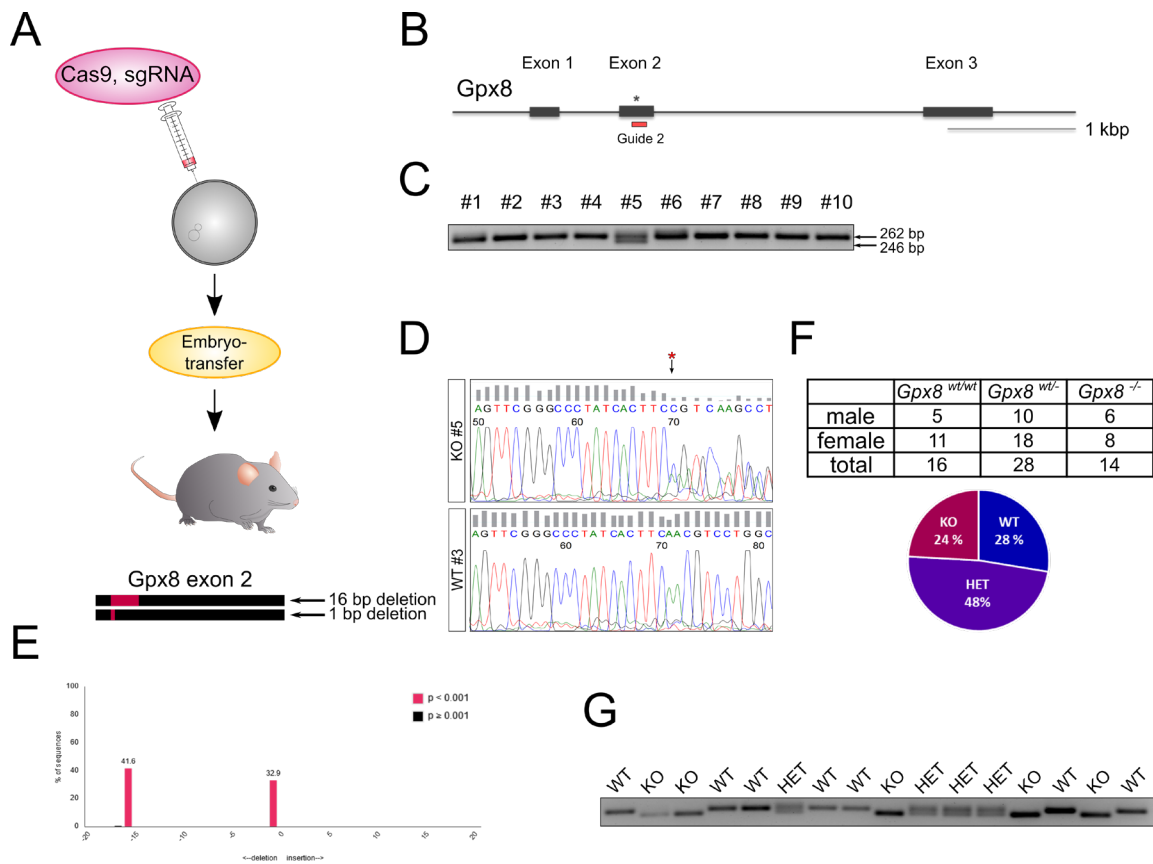 A
Cas9, sgRNA
Embryo-
transfer
Gpx8 exon 2
16 bp deletion
1 bp deletion
B
Exon 1 Exon 2 Exon 3
Gpx8
*
Guide 2
1 kbp
C
#1 #2 #3 #4 #5 #6 #7 #8 #9 #10
262 bp
246 bp
D
*
KO #5
AGTTCGGGCCCTATCACTTCCGTCAAGCCT
50 60 70
WT #3
AGTTCGGGCCCTATCACTTCAACGTCCTGGC
60 70 80
E
100
80
60
40
20
0
% of sequences
41.6
32.9
p < 0.001
p ≥ 0.001
-20 -15 -10 -5 0 5 10 15 20
<--deletion insertion-->
F
Gpx8 wt/wt Gpx8 wt/- Gpx8 -/-
male 5 10 6
female 11 18 8
total 16 28 14
KO
24 %
WT
28 %
HET
48%
G
WT KO KO WT WT HET WT WT KO HET HET HET KO WT KO WT